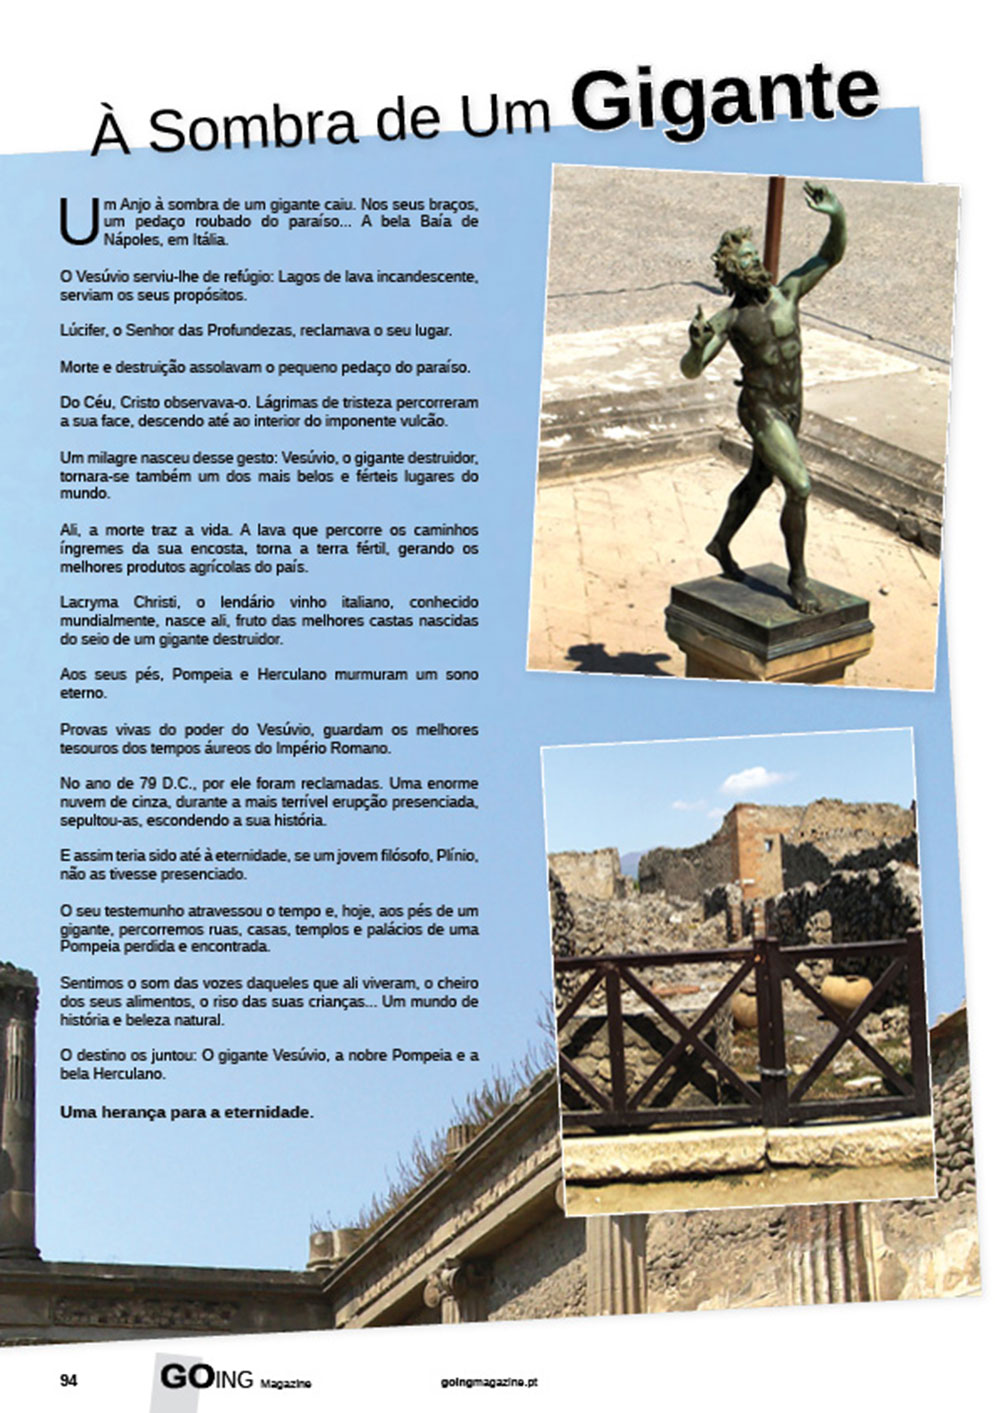 À Sombra de Um Gigante
Um Anjo à sombra de um gigante caiu. Nos seus braços,
um pedaço roubado do paraíso... A bela Baía de
Nápoles, em Itália.
O Vesúvio serviu-lhe de refúgio: Lagos de lava incandescente,
serviam os seus propósitos.
Lúcifer, o Senhor das Profundezas, reclamava o seu lugar.
Morte e destruição assolavam o pequeno pedaço do paraíso.
Do Céu, Cristo observava-o. Lágrimas de tristeza percorreram
a sua face, descendo até ao interior do imponente vulcão.
Um milagre nasceu desse gesto: Vesúvio, o gigante destruidor,
tornara-se também um dos mais belos e férteis lugares do
mundo.
Ali, a morte traz a vida. A lava que percorre os caminhos
íngremes da sua encosta, torna a terra fértil, gerando os
melhores produtos agrícolas do país.
Lacryma Christi, o lendário vinho italiano, conhecido
mundialmente, nasce ali, fruto das melhores castas nascidas
do seio de um gigante destruidor.
Aos seus pés, Pompeia e Herculano murmuram um sono
eterno.
Provas vivas do poder do Vesúvio, guardam os melhores
tesouros dos tempos áureos do Império Romano.
No ano de 79 D.C., por ele foram reclamadas. Uma enorme
nuvem de cinza, durante a mais terrível erupção presenciada,
sepultou-as, escondendo a sua história.
E assim teria sido até à eternidade, se um jovem filósofo, Plínio,
não as tivesse presenciado.
O seu testemunho atravessou o tempo e, hoje, aos pés de um
gigante, percorremos ruas, casas, templos e palácios de uma
Pompeia perdida e encontrada.
Sentimos o som das vozes daqueles que ali viveram, o cheiro
dos seus alimentos, o riso das suas crianças... Um mundo de
história e beleza natural.
O destino os juntou: O gigante Vesúvio, a nobre Pompeia e a
bela Herculano.
Uma herança para a eternidade.
94 GOING Magazine goingmagazine.pt